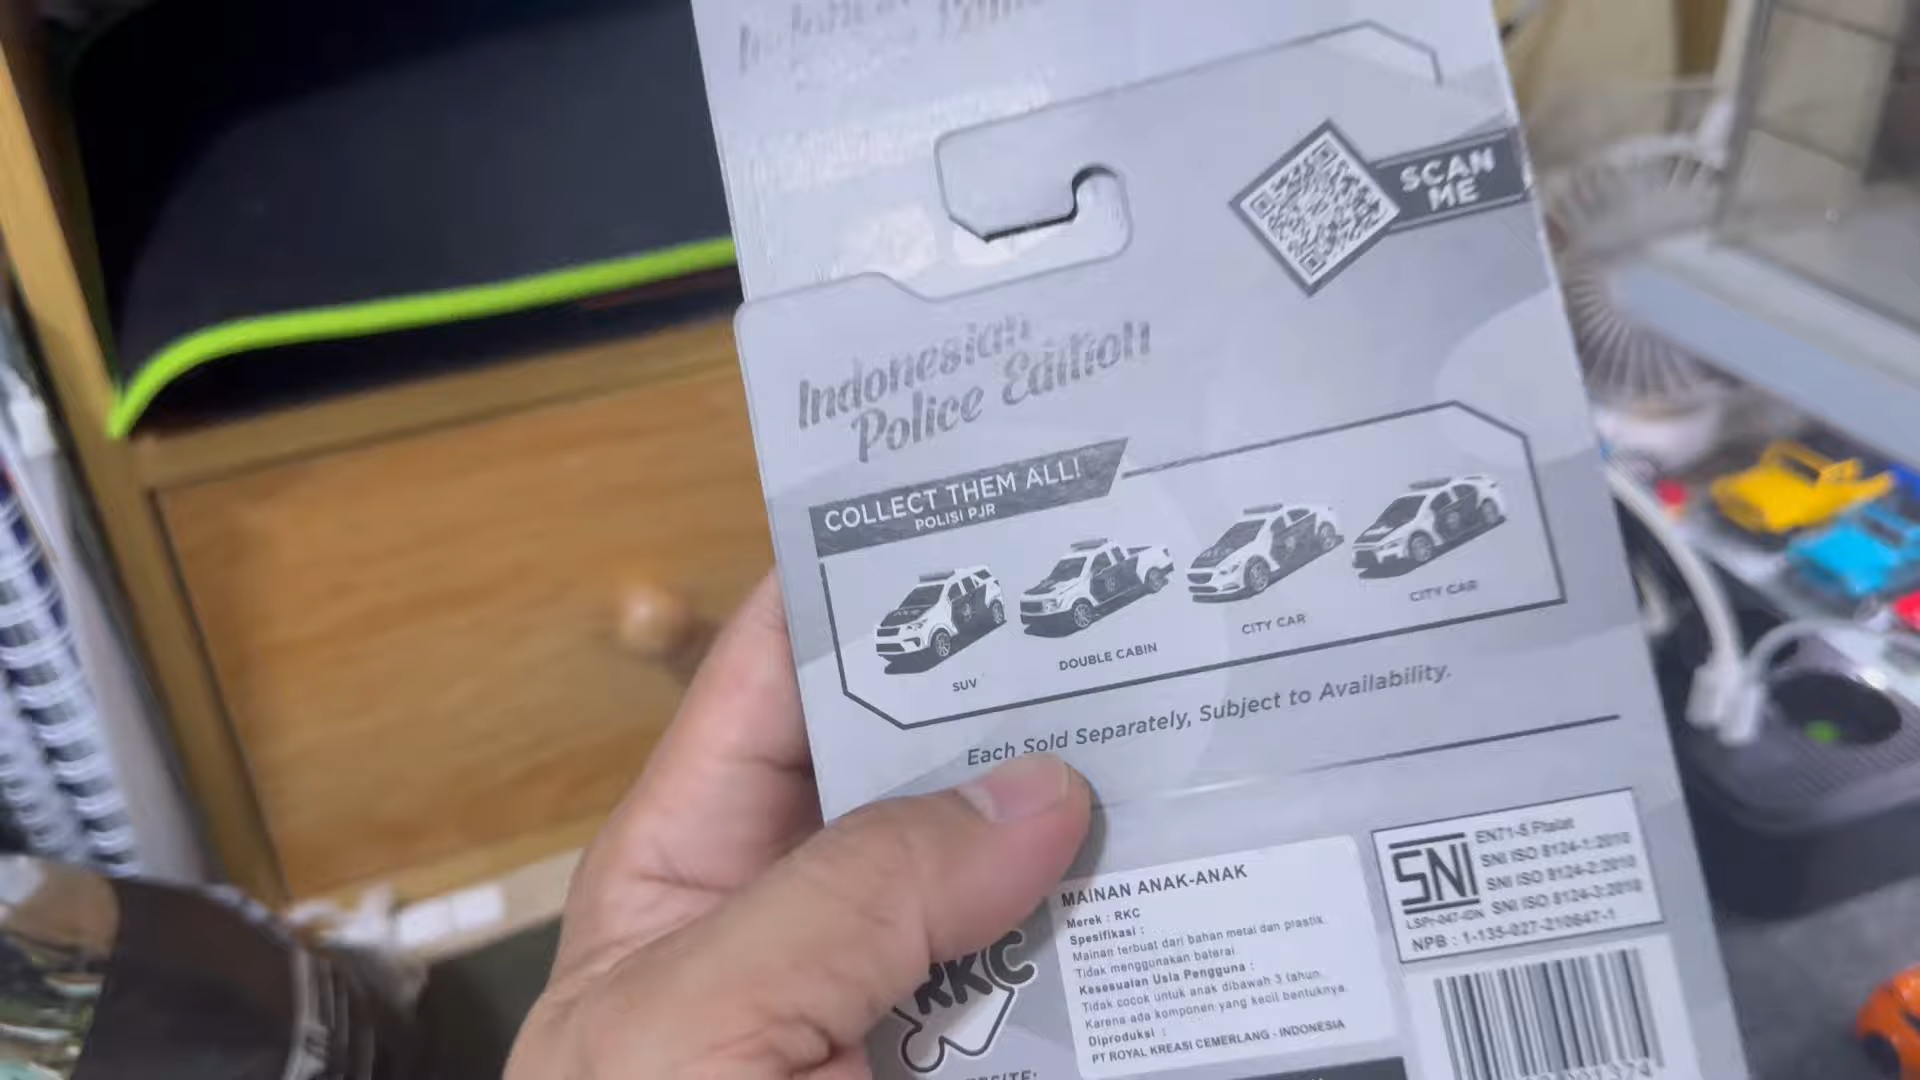 SCAN
ME
Indonesian
Police Edition
COLLECT THEM ALL!
POLISI PJR
SUV
DOUBLE CABIN
CITY CAR
CITY CAR
Each Sold Separately, Subject to Availability.
MAINAN ANAK-ANAK
Merek : RKC
Spesifikasi :
Mainan terbuat dari bahan metal dan plastik.
Tidak menggunakan baterai
Kesesuaian Usia Pengguna :
Tidak cocok untuk anak dibawah 3 tahun.
Karena ada komponen yang kecil bentuknya.
Diproduksi :
PT ROYAL KREASI CEMERLANG - INDONESIA
SNI
EN71-5 Ftalat
SNI ISO 8124-1:2010
SNI ISO 8124-2:2010
SNI ISO 8124-3:2010
LSPr-047-IDN
NPB : 1-135-027-210647-1
RKC